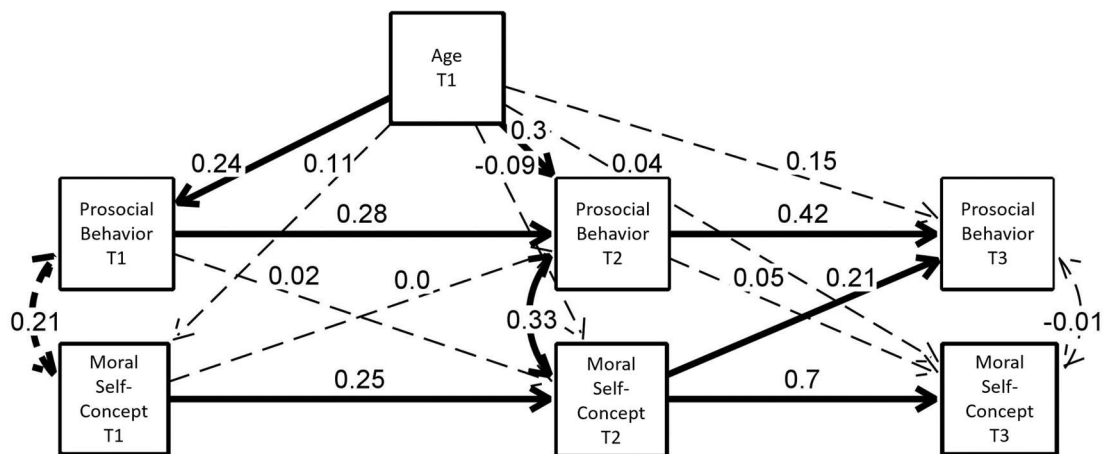 Age
T1
0.3
0.24
0.11
-0.09
0.04
0.15
Prosocial
Behavior
T1
0.28
Prosocial
Behavior
T2
0.42
Prosocial
Behavior
T3
0.02
0.0
0.05
0.21
0.21
0.33
-0.01
Moral
Self-
Concept
T1
0.25
Moral
Self-
Concept
T2
0.7
Moral
Self-
Concept
T3